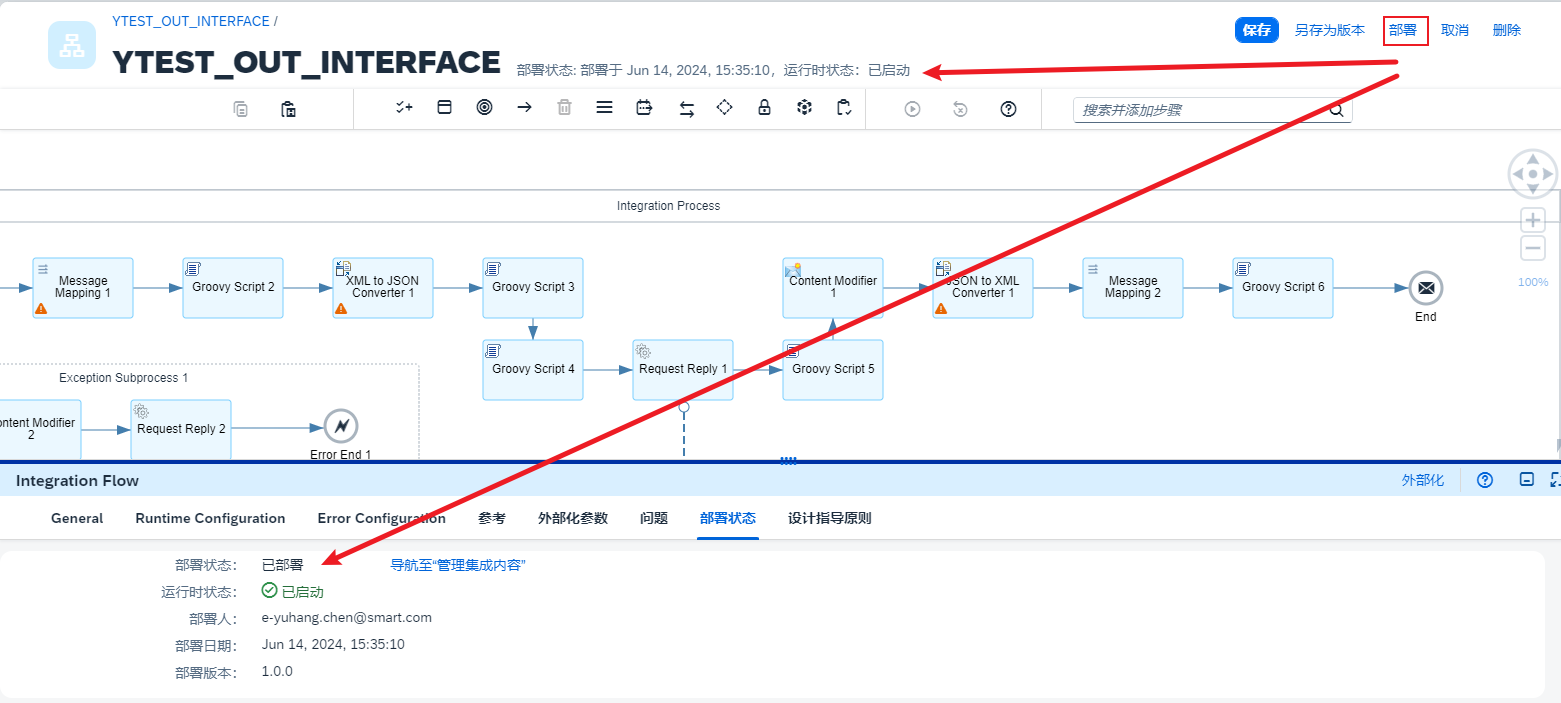 YTEST_OUT_INTERFACE /
保存
另存为版本
部署
取消
删除
YTEST_OUT_INTERFACE
部署状态: 部署于 Jun 14, 2024, 15:35:10，运行时状态：已启动
搜索并添加步骤
Integration Process
Message
Mapping 1
Groovy Script 2
XML to JSON
Converter 1
Groovy Script 3
Content Modifier
1
JSON to XML
Converter 1
Message
Mapping 2
Groovy Script 6
End
100%
Groovy Script 4
Request Reply 1
Groovy Script 5
Exception Subprocess 1
ntent Modifier
2
Request Reply 2
Error End 1
Integration Flow
外部化
General
Runtime Configuration
Error Configuration
参考
外部化参数
问题
部署状态
设计指导原则
部署状态： 已部署 导航至“管理集成内容”
运行时状态： 已启动
部署人： e-yuhang.chen@smart.com
部署日期： Jun 14, 2024, 15:35:10
部署版本： 1.0.0